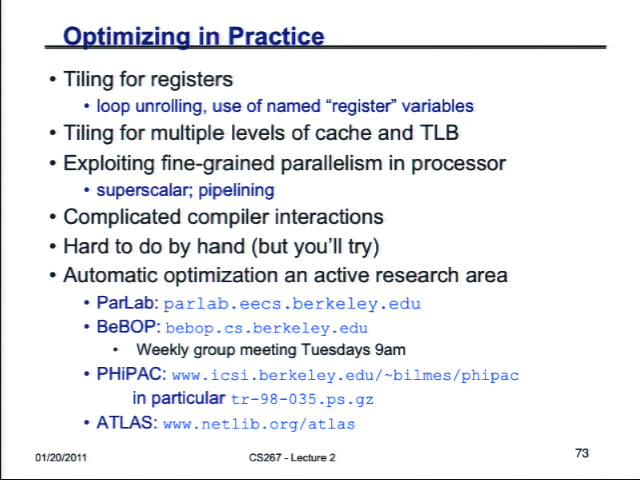 Optimizing in Practice
• Tiling for registers
• loop unrolling, use of named “register” variables
• Tiling for multiple levels of cache and TLB
• Exploiting fine-grained parallelism in processor
• superscalar; pipelining
• Complicated compiler interactions
• Hard to do by hand (but you’ll try)
• Automatic optimization an active research area
• ParLab: parlab.eecs.berkeley.edu
• BeBOP: bebop.cs.berkeley.edu
• Weekly group meeting Tuesdays 9am
• PHiPAC: www.icsi.berkeley.edu/~bilmes/phipac
in particular tr-98-035.ps.gz
• ATLAS: www.netlib.org/atlas
01/20/2011 CS267 - Lecture 2 73